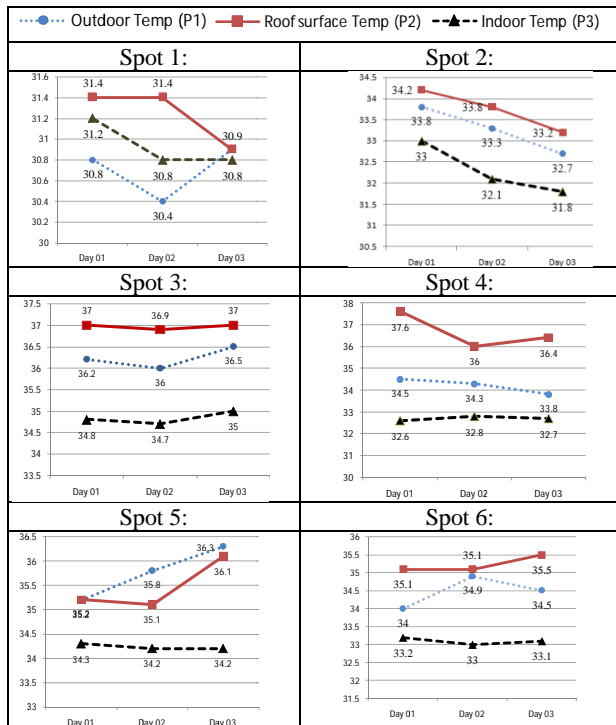 Outdoor Temp (P1) Roof surface Temp (P2) Indoor Temp (P3)
Spot 1: Spot 2:
31.6
31.4
31.2
31
30.8
30.6
30.4
30.2
30
31.4 31.4 30.9
31.2 30.8 30.8
30.8 30.4
Day 01 Day 02 Day 03
34.5
34
33.5
33
32.5
32
31.5
31
30.5
34.2 33.8 33.2
33.8 33.3 32.7
33 32.1 31.8
Day 01 Day 02 Day 03
Spot 3: Spot 4:
37.5
37
36.5
36
35.5
35
34.5
34
33.5
37 36.9 37
36.2 36 36.5
34.8 34.7 35
Day 01 Day 02 Day 03
38
37
36
35
34
33
32
31
30
37.6 36 36.4
34.5 34.3 33.8
32.6 32.8 32.7
Day 01 Day 02 Day 03
Spot 5: Spot 6:
36.5
36
35.5
35
34.5
34
33.5
33
35.2 35.8 36.3
35.2 35.1 36.1
34.3 34.2 34.2
Day 01 Day 02 Day 03
36
35.5
35
34.5
34
33.5
33
32.5
32
31.5
35.1 35.1 35.5
34 34.9 34.5
33.2 33 33.1
Day 01 Day 02 Day 03